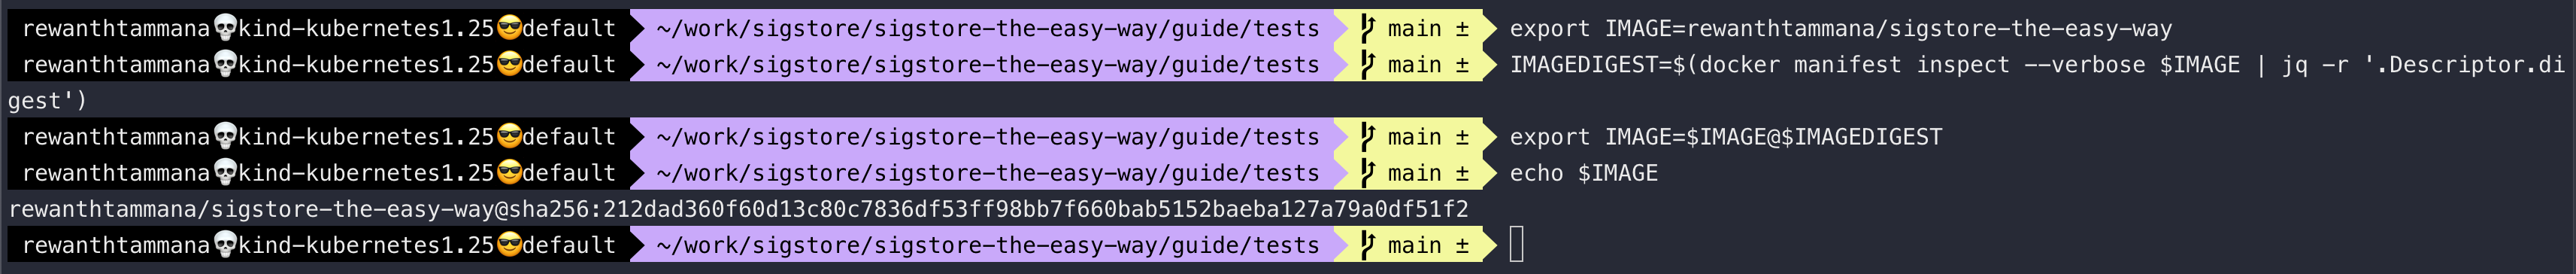 rewanthtammana💀kind-kubernetes1.25😎default ~/work/sigstore/sigstore-the-easy-way/guide/tests main ± export IMAGE=rewanthtammana/sigstore-the-easy-way
rewanthtammana💀kind-kubernetes1.25😎default ~/work/sigstore/sigstore-the-easy-way/guide/tests main ± IMAGEDIGEST=$(docker manifest inspect --verbose $IMAGE | jq -r '.Descriptor.di
gest')
rewanthtammana💀kind-kubernetes1.25😎default ~/work/sigstore/sigstore-the-easy-way/guide/tests main ± export IMAGE=$IMAGE@$IMAGEDIGEST
rewanthtammana💀kind-kubernetes1.25😎default ~/work/sigstore/sigstore-the-easy-way/guide/tests main ± echo $IMAGE
rewanthtammana/sigstore-the-easy-way@sha256:212dad360f60d13c80c7836df53ff98bb7f660bab5152baeba127a79a0df51f2
rewanthtammana💀kind-kubernetes1.25😎default ~/work/sigstore/sigstore-the-easy-way/guide/tests main ±